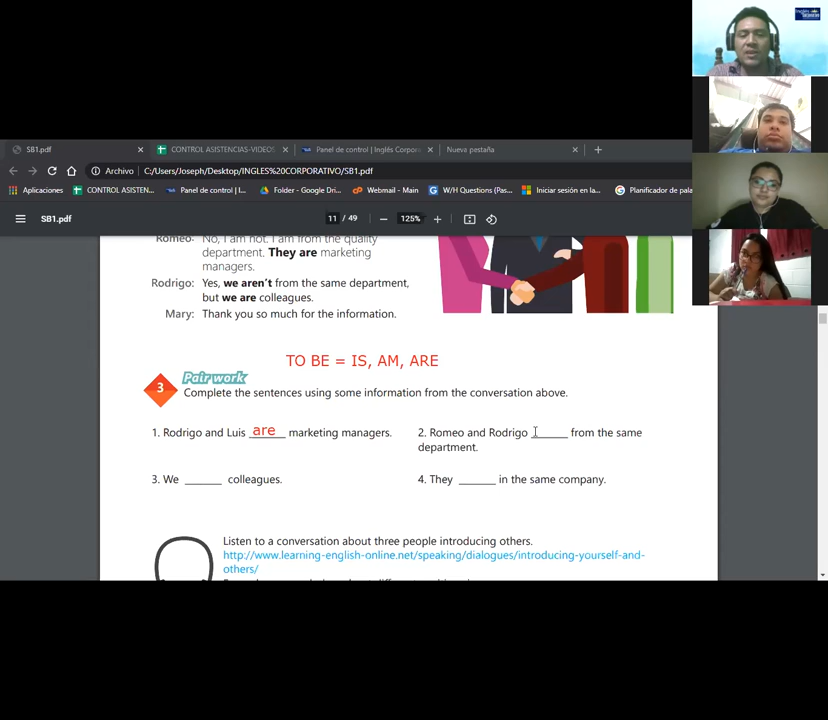 SB1.pdf
CONTROL ASISTENCIAS-VIDEOS
Panel de control | Inglés Corpor
Nueva pestaña
Archivo
C:/Users/Joseph/Desktop/INGLES%20CORPORATIVO/SB1.pdf
Aplicaciones
CONTROL ASISTEN...
Panel de control | I...
Folder - Google Dri...
Webmail - Main
W/H Questions (Pas...
Iniciar sesión en la...
Planificador de pala
SB1.pdf
11 / 49
125%
Romeo: No, I am not. I am from the quality
department. They are marketing
managers.
Rodrigo: Yes, we aren't from the same department,
but we are colleagues.
Mary: Thank you so much for the information.
TO BE = IS, AM, ARE
3 Pair work
Complete the sentences using some information from the conversation above.
1. Rodrigo and Luis are marketing managers.
2. Romeo and Rodrigo ______ from the same
department.
3. We ______ colleagues.
4. They ______ in the same company.
Listen to a conversation about three people introducing others.
http://www.learning-english-online.net/speaking/dialogues/introducing-yourself-and-
others/